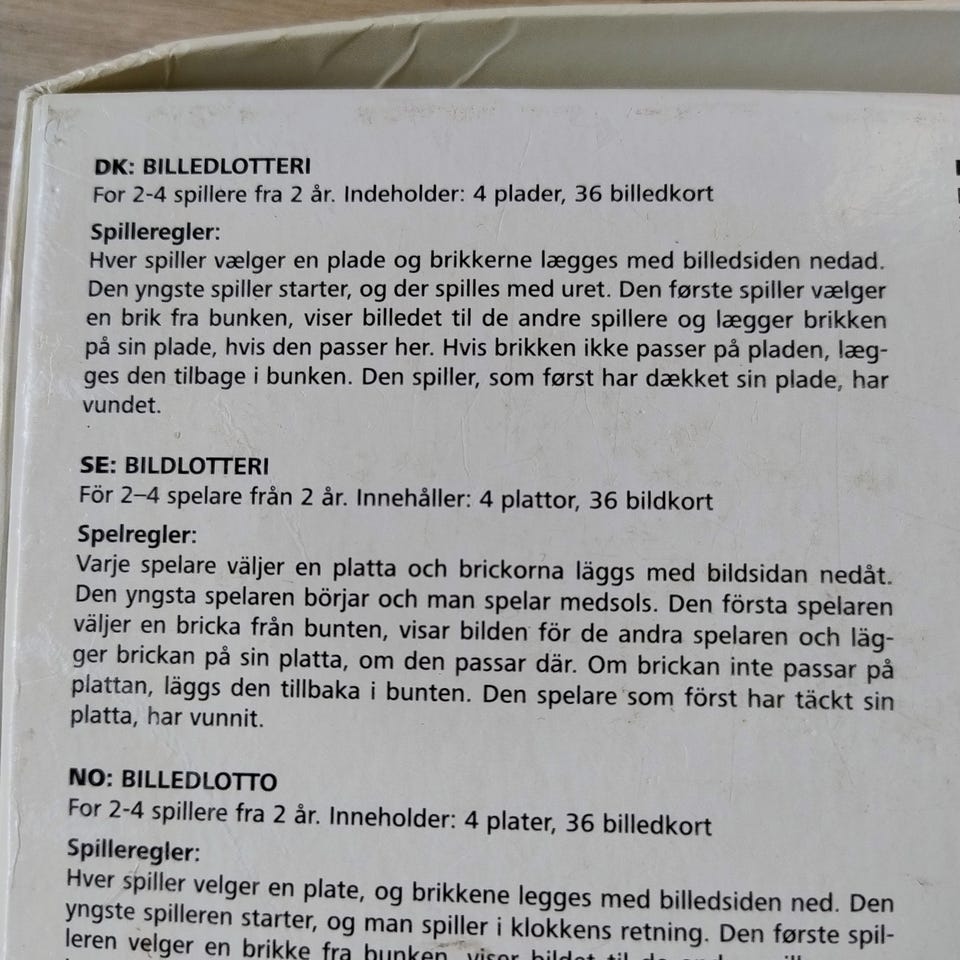 DK: BILLEDLOTTERI
For 2-4 spillere fra 2 år. Indeholder: 4 plader, 36 billedkort
Spilleregler:
Hver spiller vælger en plade og brikkerne lægges med billedsiden nedad.
Den yngste spiller starter, og der spilles med uret. Den første spiller vælger
en brik fra bunken, viser billedet til de andre spillere og lægger brikken
på sin plade, hvis den passer her. Hvis brikken ikke passer på pladen, læg-
ges den tilbage i bunken. Den spiller, som først har dækket sin plade, har
vundet.
SE: BILDLOTTERI
För 2–4 spelare från 2 år. Innehåller: 4 plattor, 36 bildkort
Spelregler:
Varje spelare väljer en platta och brickorna läggs med bildsidan nedåt.
Den yngsta spelaren börjar och man spelar medsols. Den första spelaren
väljer en bricka från bunten, visar bilden för de andra spelaren och läg-
ger brickan på sin platta, om den passar där. Om brickan inte passar på
plattan, läggs den tillbaka i bunten. Den spelare som först har täckt sin
platta, har vunnit.
NO: BILLEDLOTTO
For 2-4 spillere fra 2 år. Inneholder: 4 plater, 36 billedkort
Spilleregler:
Hver spiller velger en plate, og brikkene legges med billedsiden ned. Den
yngste spilleren starter, og man spiller i klokkens retning. Den første spil-
leren velger en brikke fra bunken, viser bildet til de